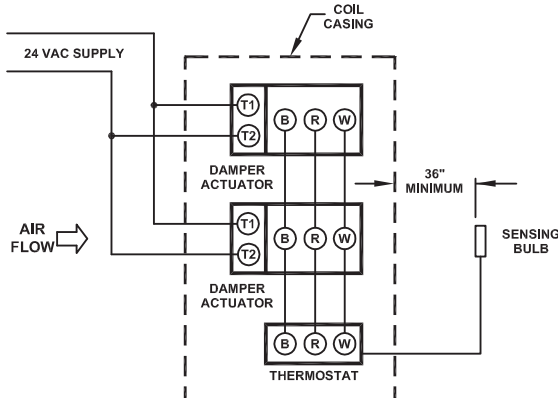 COIL
CASING
24 VAC SUPPLY
T1
T2
B R W
DAMPER
ACTUATOR
36"
MINIMUM
T1
T2
B R W
AIR
FLOW
SENSING
BULB
DAMPER
ACTUATOR
B R W
THERMOSTAT